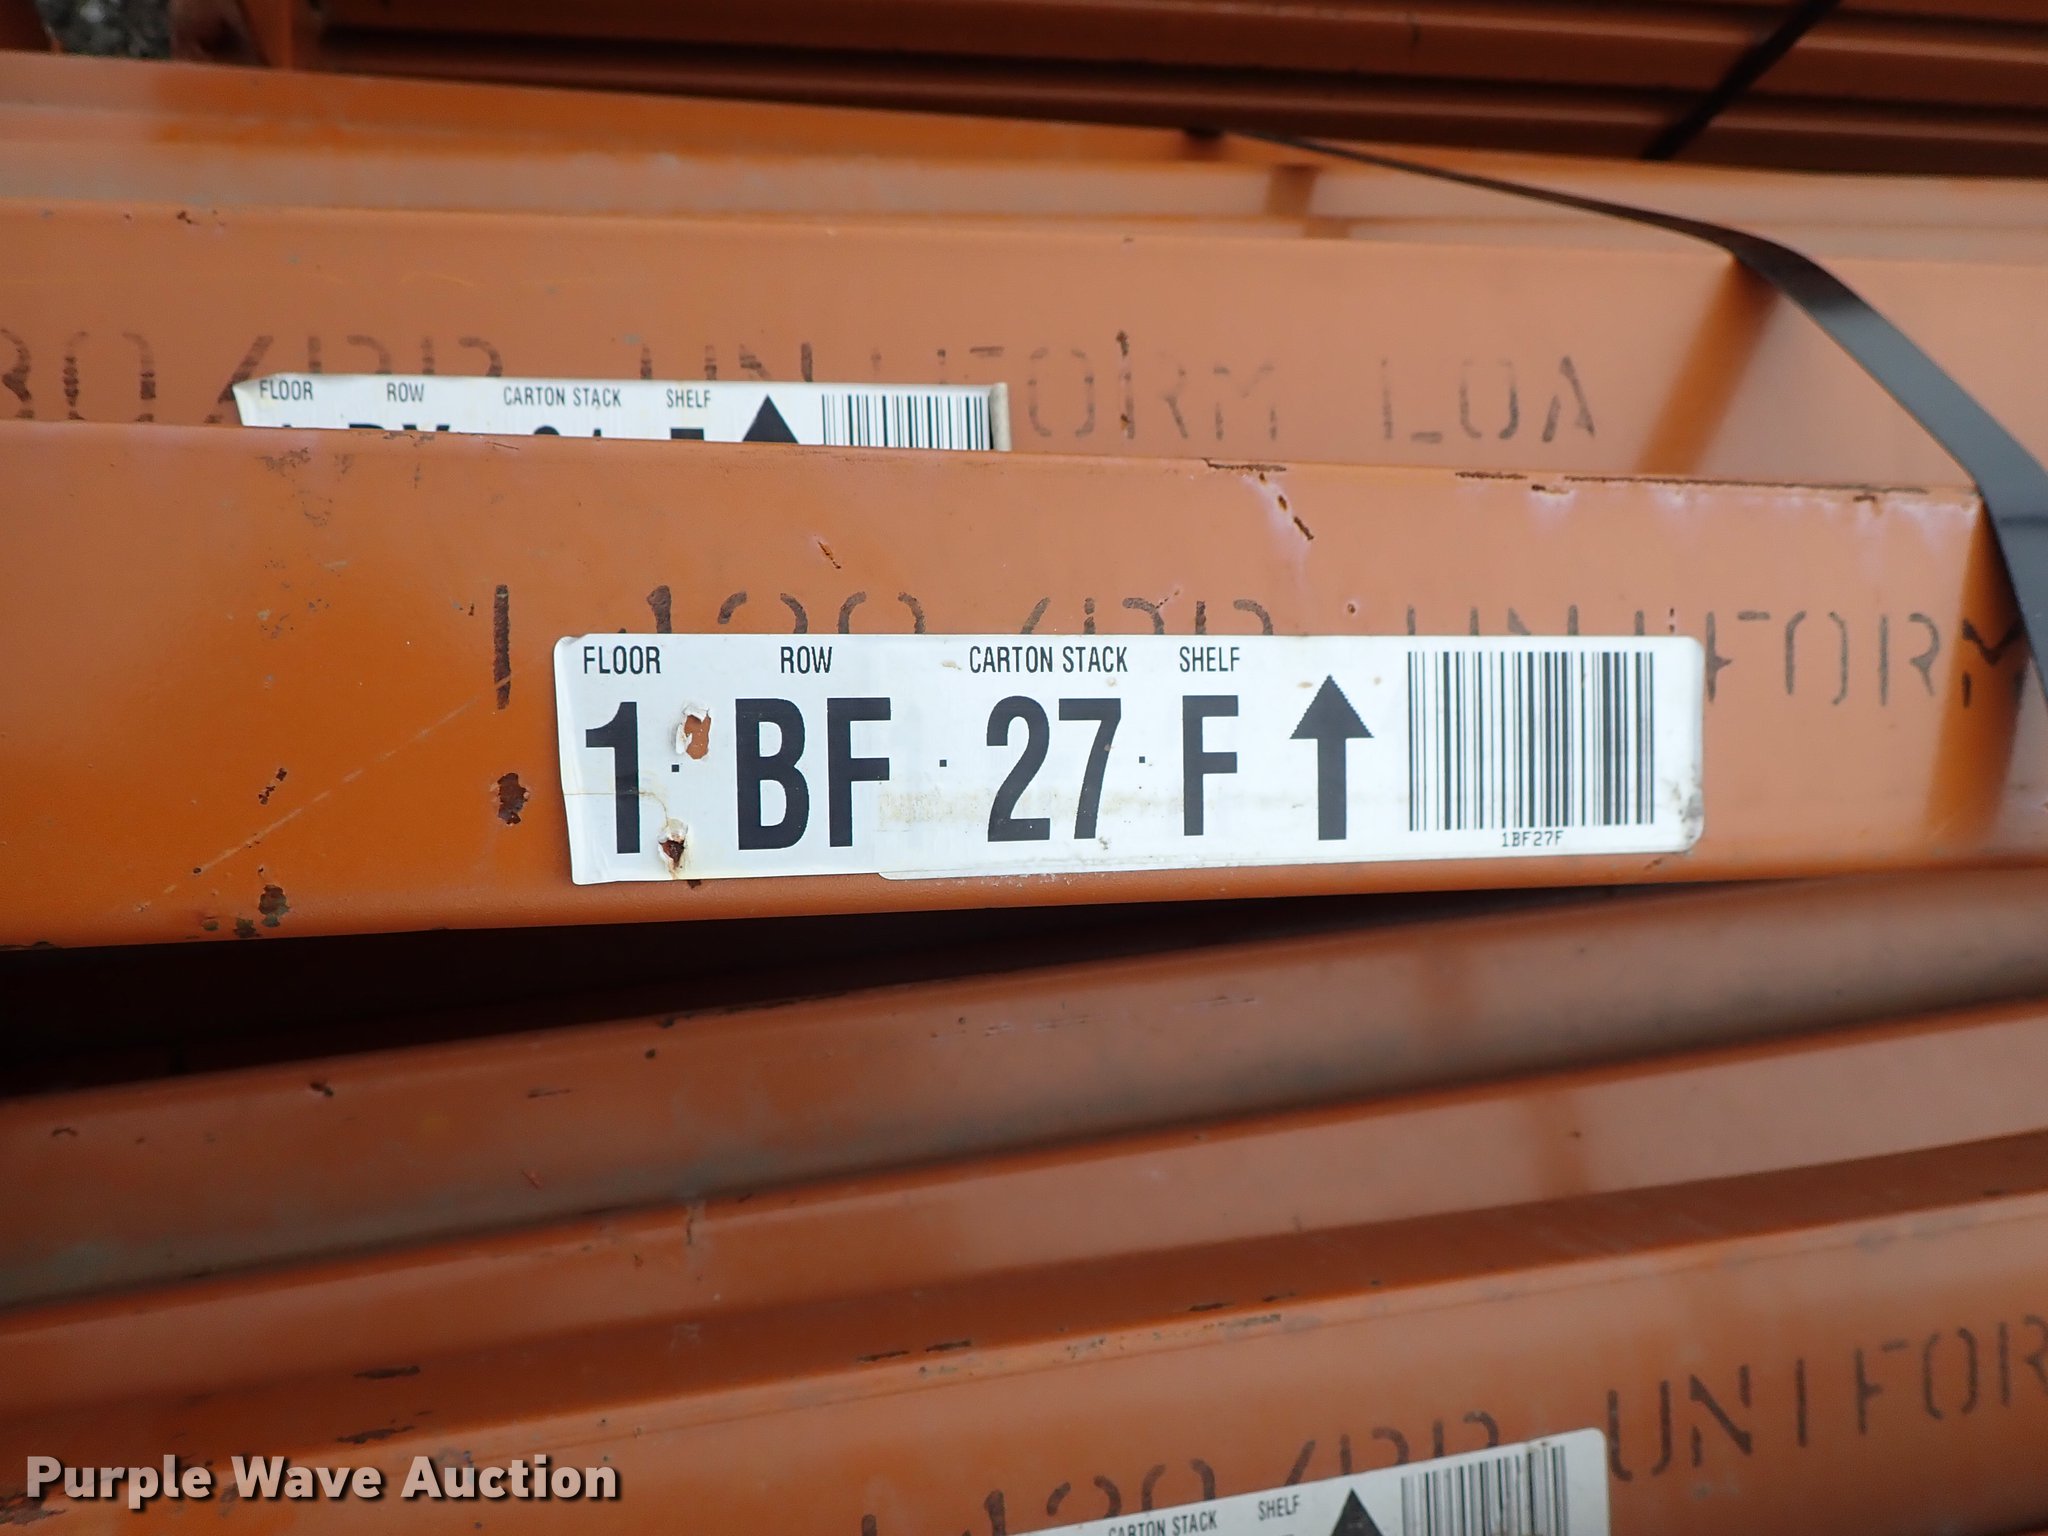 UNIFORM LOA
FLOOR ROW CARTON STACK SHELF
UNIFORM
FLOOR ROW CARTON STACK SHELF
1 · BF · 27 · F
1BF27F
UNIFOR
CARTON STACK SHELF
Purple Wave Auction